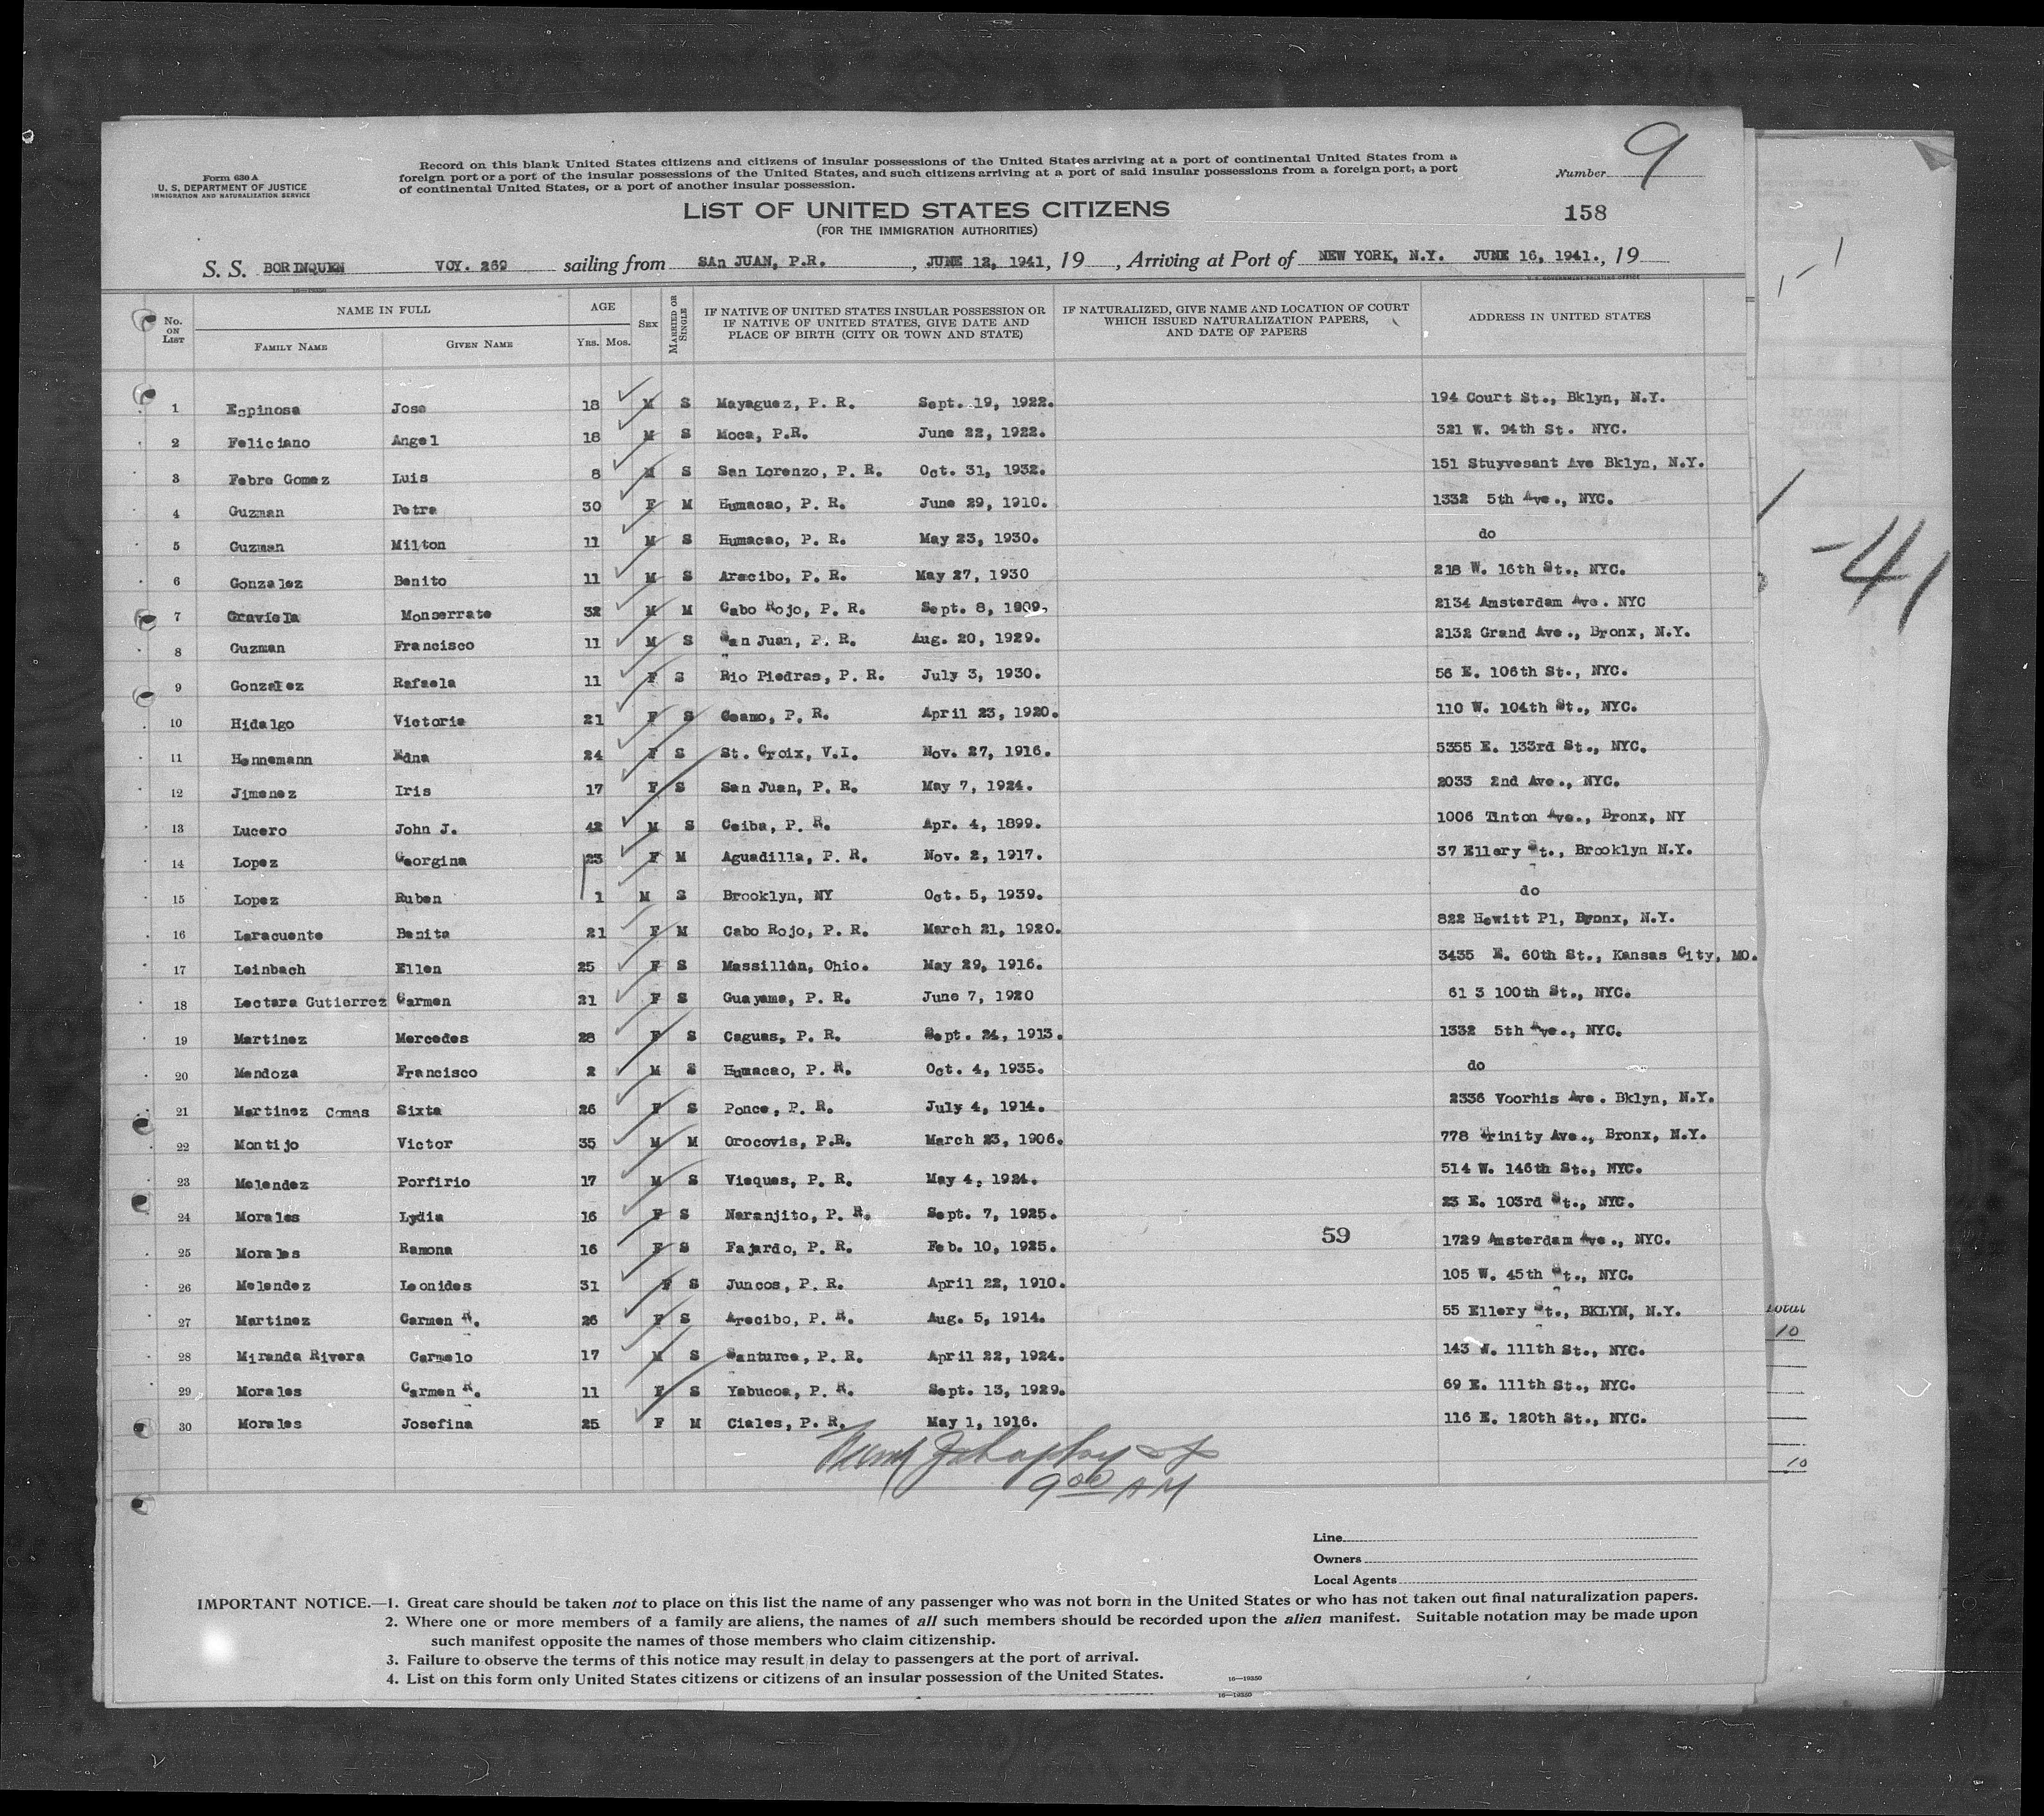 9
Form 630 A
U. S. DEPARTMENT OF JUSTICE
IMMIGRATION AND NATURALIZATION SERVICE
Record on this blank United States citizens and citizens of insular possessions of the United States arriving at a port of continental United States from a
foreign port or a port of the insular possessions of the United States, and such citizens arriving at a port of said insular possessions from a foreign port, a port
of continental United States, or a port of another insular possession.
Number
LIST OF UNITED STATES CITIZENS
158
(FOR THE IMMIGRATION AUTHORITIES)
S. S. BORINQUEN VOY. 269 sailing from SAn JUAN, P.R. , JUNE 12, 1941, 19 , Arriving at Port of NEW YORK, N.Y. JUNE 16, 1941., 19
U S GOVERNMENT PRINTING OFFICE
16—19350
No. ON LIST NAME IN FULL FAMILY NAME GIVEN NAME AGE YRS. MOS. SEX MARRIED OR SINGLE IF NATIVE OF UNITED STATES INSULAR POSSESSION OR IF NATIVE OF UNITED STATES, GIVE DATE AND PLACE OF BIRTH (CITY OR TOWN AND STATE) IF NATURALIZED, GIVE NAME AND LOCATION OF COURT WHICH ISSUED NATURALIZATION PAPERS, AND DATE OF PAPERS ADDRESS IN UNITED STATES
1 Espinosa Jose 18 M S Mayaguez, P. R. Sept. 19, 1922. 194 Court St., Bklyn, N.Y.
2 Feliciano Angel 18 M S Moca, P.R. June 22, 1922. 321 W. 94th St. NYC.
3 Febre Gomez Luis 8 M S San Lorenzo, P. R. Oct. 31, 1932. 151 Stuyvesant Ave Bklyn, N.Y.
4 Guzman Petra 30 F M Humacao, P. R. June 29, 1910. 1332 5th Ave., NYC.
5 Guzman Milton 11 M S Humacao, P. R. May 23, 1930. do
6 Gonzalez Benito 11 M S Arecibo, P. R. May 27, 1930 218 W. 16th St., NYC.
7 Graviela Monserrate 32 M M Cabo Rojo, P. R. Sept. 8, 1909. 2134 Amsterdam Ave. NYC
8 Guzman Francisco 11 M S San Juan, P. R. Aug. 20, 1929. 2132 Grand Ave., Bronx, N.Y.
9 Gonzalez Rafaela 11 F S Rio Piedras, P. R. July 3, 1930. 56 E. 106th St., NYC.
10 Hidalgo Victoria 21 F S Coamo, P. R. April 23, 1920. 110 W. 104th St., NYC.
11 Hennemann Edna 24 F S St. Croix, V.I. Nov. 27, 1916. 5355 E. 133rd St., NYC.
12 Jimenez Iris 17 F S San Juan, P. R. May 7, 1924. 2033 2nd Ave., NYC.
13 Lucero John J. 42 M S Ceiba, P. R. Apr. 4, 1899. 1006 Tinton Ave., Bronx, NY
14 Lopez Georgina 23 F M Aguadilla, P. R. Nov. 2, 1917. 37 Ellery St., Brooklyn N.Y.
15 Lopez Ruben 1 M S Brooklyn, NY Oct. 5, 1939. do
16 Laracuente Benita 21 F M Cabo Rojo, P. R. March 21, 1920. 822 Hewitt Pl, Bronx, N.Y.
17 Leinbach Ellen 25 F S Massillon, Ohio. May 29, 1916. 3435 E. 60th St., Kansas City, MO.
18 Lectara Gutierrez Carmen 21 F S Guayama, P. R. June 7, 1920 61 3 100th St., NYC.
19 Martinez Mercedes 28 F S Caguas, P. R. Sept. 24, 1913. 1332 5th Ave., NYC.
20 Mendoza Francisco 2 M S Humacao, P. R. Oct. 4, 1935. do
21 Martinez Comas Sixta 26 F S Ponce, P. R. July 4, 1914. 2336 Voorhis Ave. Bklyn, N.Y.
22 Montijo Victor 35 M M Orocovis, P.R. March 23, 1906. 778 Trinity Ave., Bronx, N.Y.
23 Melendez Porfirio 17 M S Vieques, P. R. May 4, 1924. 514 W. 146th St., NYC.
24 Morales Lydia 16 F S Naranjito, P. R. Sept. 7, 1925. 23 E. 103rd St., NYC.
25 Morales Ramona 16 F S Fajardo, P. R. Feb. 10, 1925. 59 1729 Amsterdam Ave., NYC.
26 Melendez Leonides 31 F S Juncos, P. R. April 22, 1910. 105 W. 45th St., NYC.
27 Martinez Carmen R. 26 F S Arecibo, P. R. Aug. 5, 1914. 55 Ellery St., BKLYN, N.Y.
28 Miranda Rivera Carmelo 17 M S Santurce, P. R. April 22, 1924. 143 W. 111th St., NYC.
29 Morales Carmen R. 11 F S Yabucoa, P. R. Sept. 13, 1929. 69 E. 111th St., NYC.
30 Morales Josefina 25 F M Ciales, P. R. May 1, 1916. 116 E. 120th St., NYC.
9 00 AM
Line
Owners
Local Agents
IMPORTANT NOTICE.—1. Great care should be taken not to place on this list the name of any passenger who was not born in the United States or who has not taken out final naturalization papers.
2. Where one or more members of a family are aliens, the names of all such members should be recorded upon the alien manifest. Suitable notation may be made upon
such manifest opposite the names of those members who claim citizenship.
3. Failure to observe the terms of this notice may result in delay to passengers at the port of arrival.
4. List on this form only United States citizens or citizens of an insular possession of the United States.
16—19350
16—19350
-41
Total
10
10